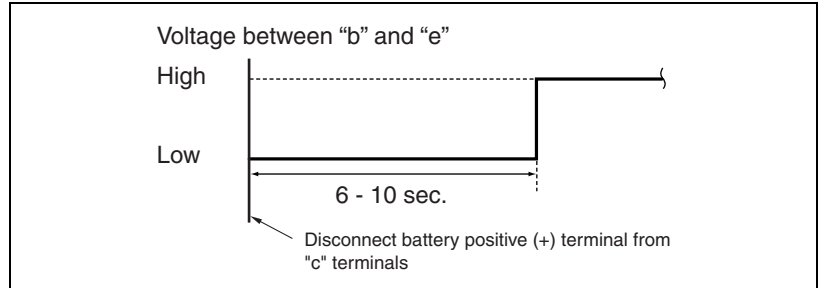 Voltage between “b” and “e”
High
Low
6 - 10 sec.
Disconnect battery positive (+) terminal from
"c" terminals